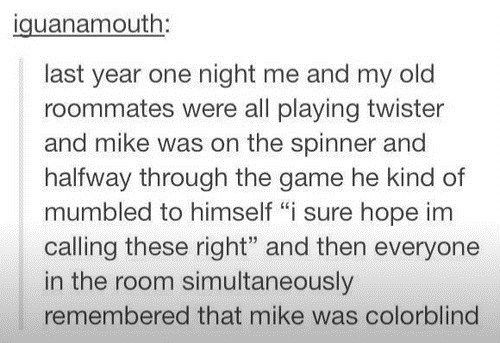 iguanamouth:
last year one night me and my old
roommates were all playing twister
and mike was on the spinner and
halfway through the game he kind of
mumbled to himself “i sure hope im
calling these right” and then everyone
in the room simultaneously
remembered that mike was colorblind